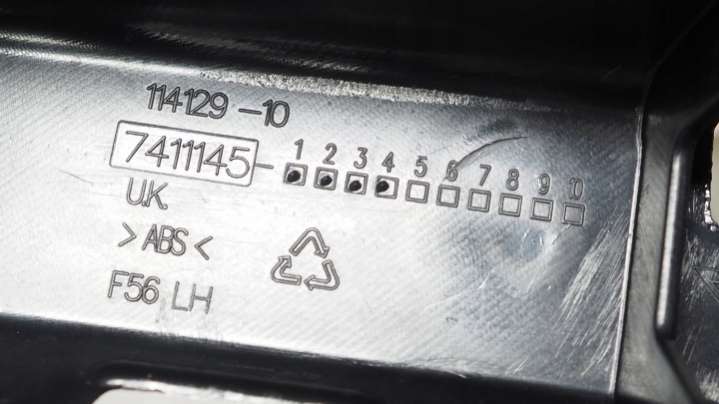 114129-10
7411145- 1 2 3 4 5 6 7 8 9 10
U.K.
>ABS<
F56 LH